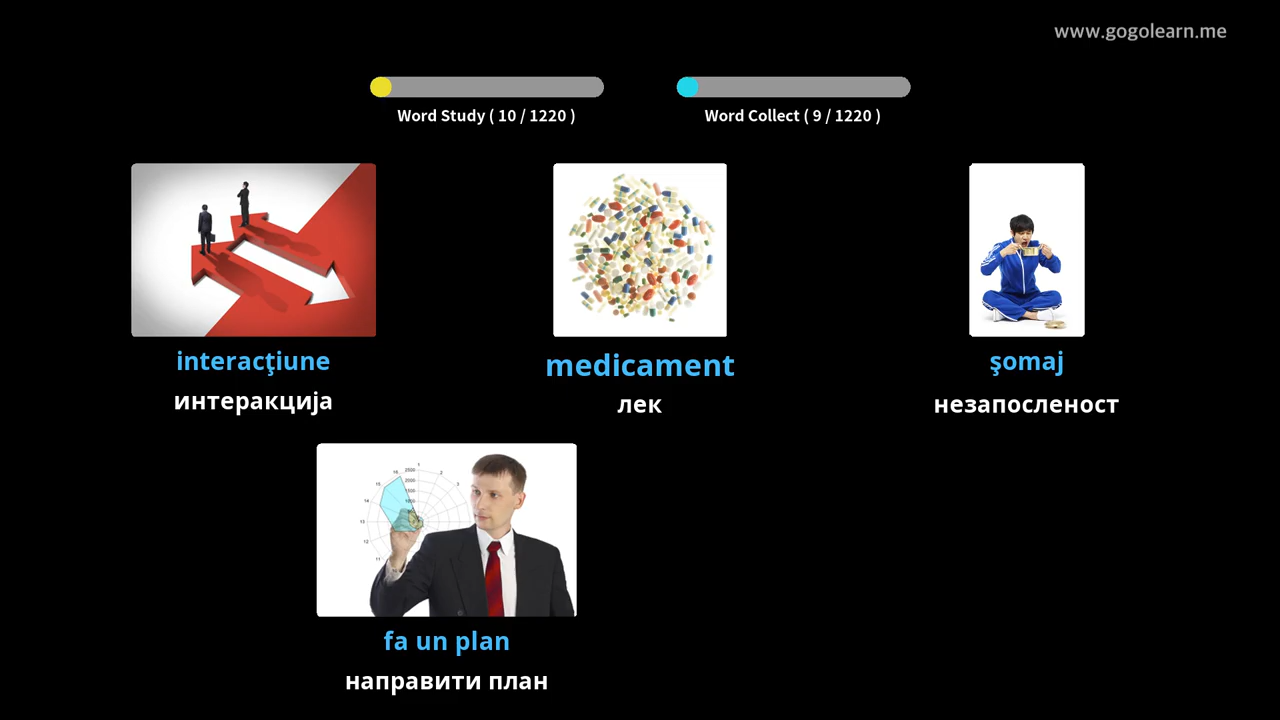 www.gogolearn.me
Word Study ( 10 / 1220 )
Word Collect ( 9 / 1220 )
interacţiune
интеракција
medicament
лек
şomaj
незапосленост
fa un plan
направити план